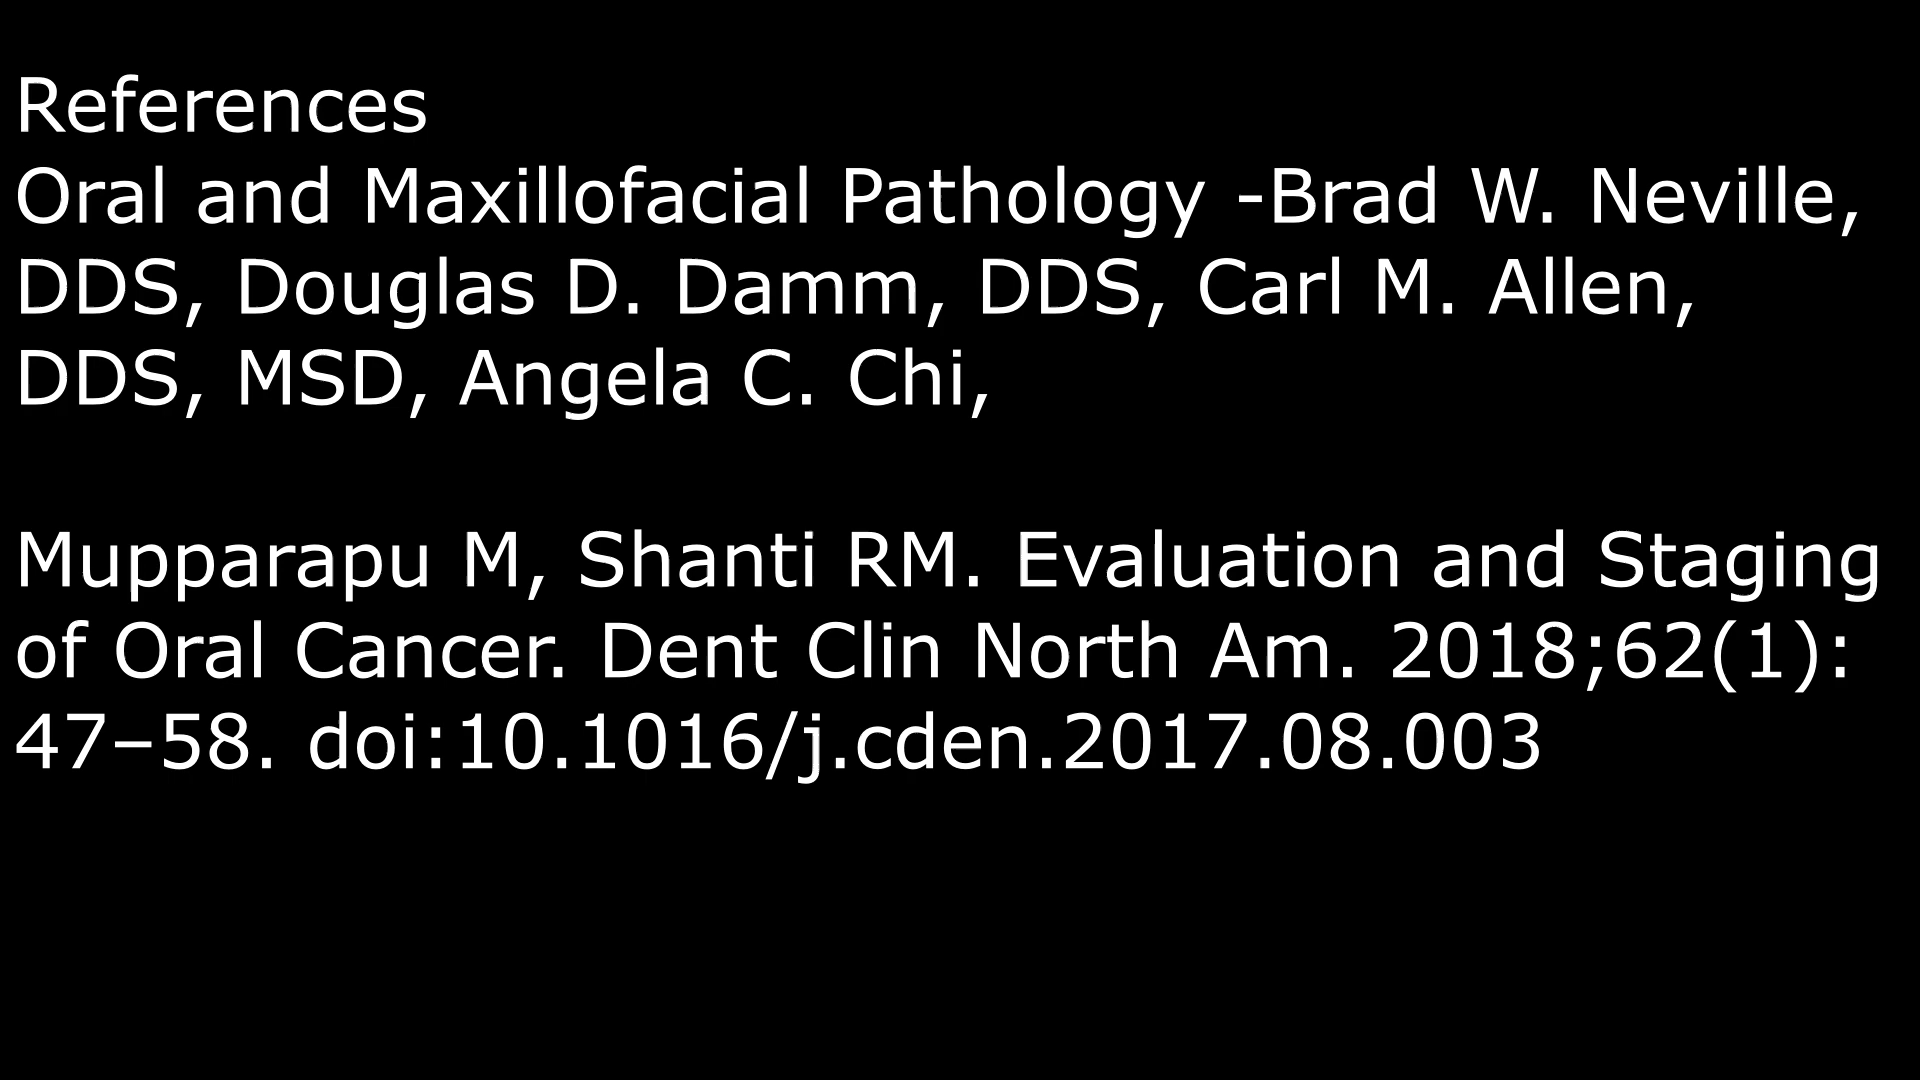 References
Oral and Maxillofacial Pathology -Brad W. Neville,
DDS, Douglas D. Damm, DDS, Carl M. Allen,
DDS, MSD, Angela C. Chi,
Mupparapu M, Shanti RM. Evaluation and Staging
of Oral Cancer. Dent Clin North Am. 2018;62(1):
47–58. doi:10.1016/j.cden.2017.08.003